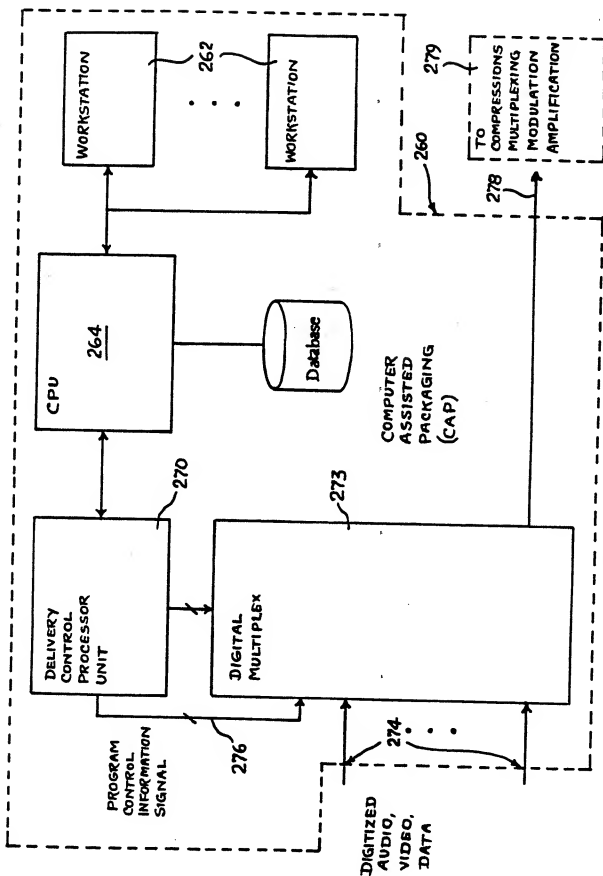 WORKSTATION
262
WORKSTATION
279
TO
COMPRESSIONS
MULTIPLEXING
MODULATION
AMPLIFICATION
278
260
CPU
264
Database
COMPUTER
ASSISTED
PACKAGING
(CAP)
270
DELIVERY
CONTROL
PROCESSOR
UNIT
273
DIGITAL
MULTIPLEX
276
PROGRAM
CONTROL
INFORMATION
SIGNAL
274
DIGITIZED
AUDIO,
VIDEO,
DATA